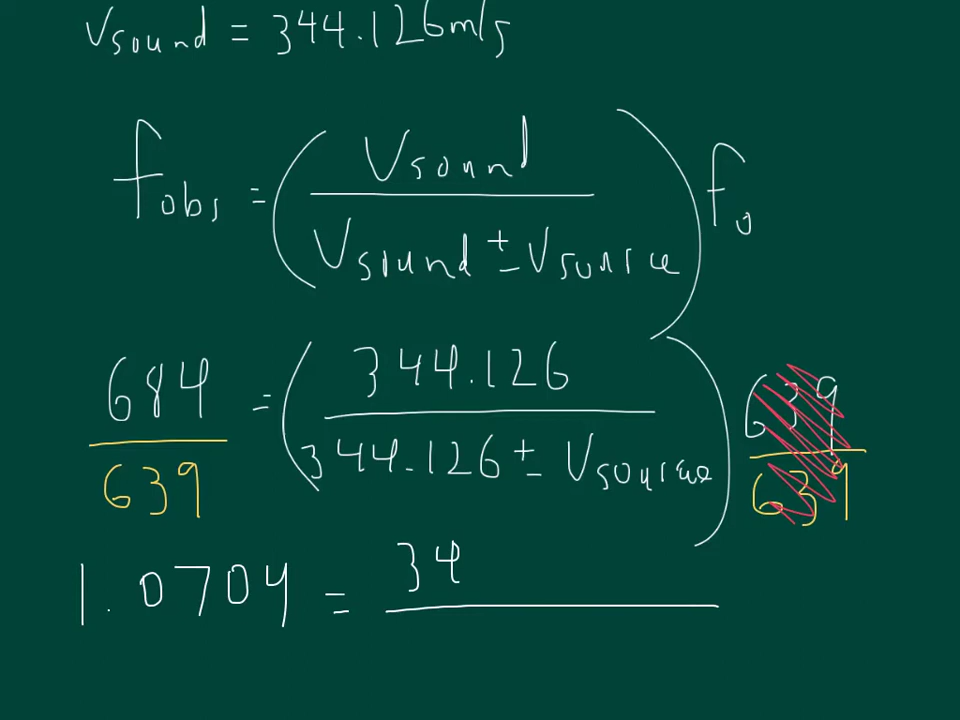 Vsound = 344.126m/s
fobs = (Vsound / Vsound ± Vsource) fo
684 / 639 = (344.126 / 344.126 ± Vsource) 639 / 639
1.0704 = 34